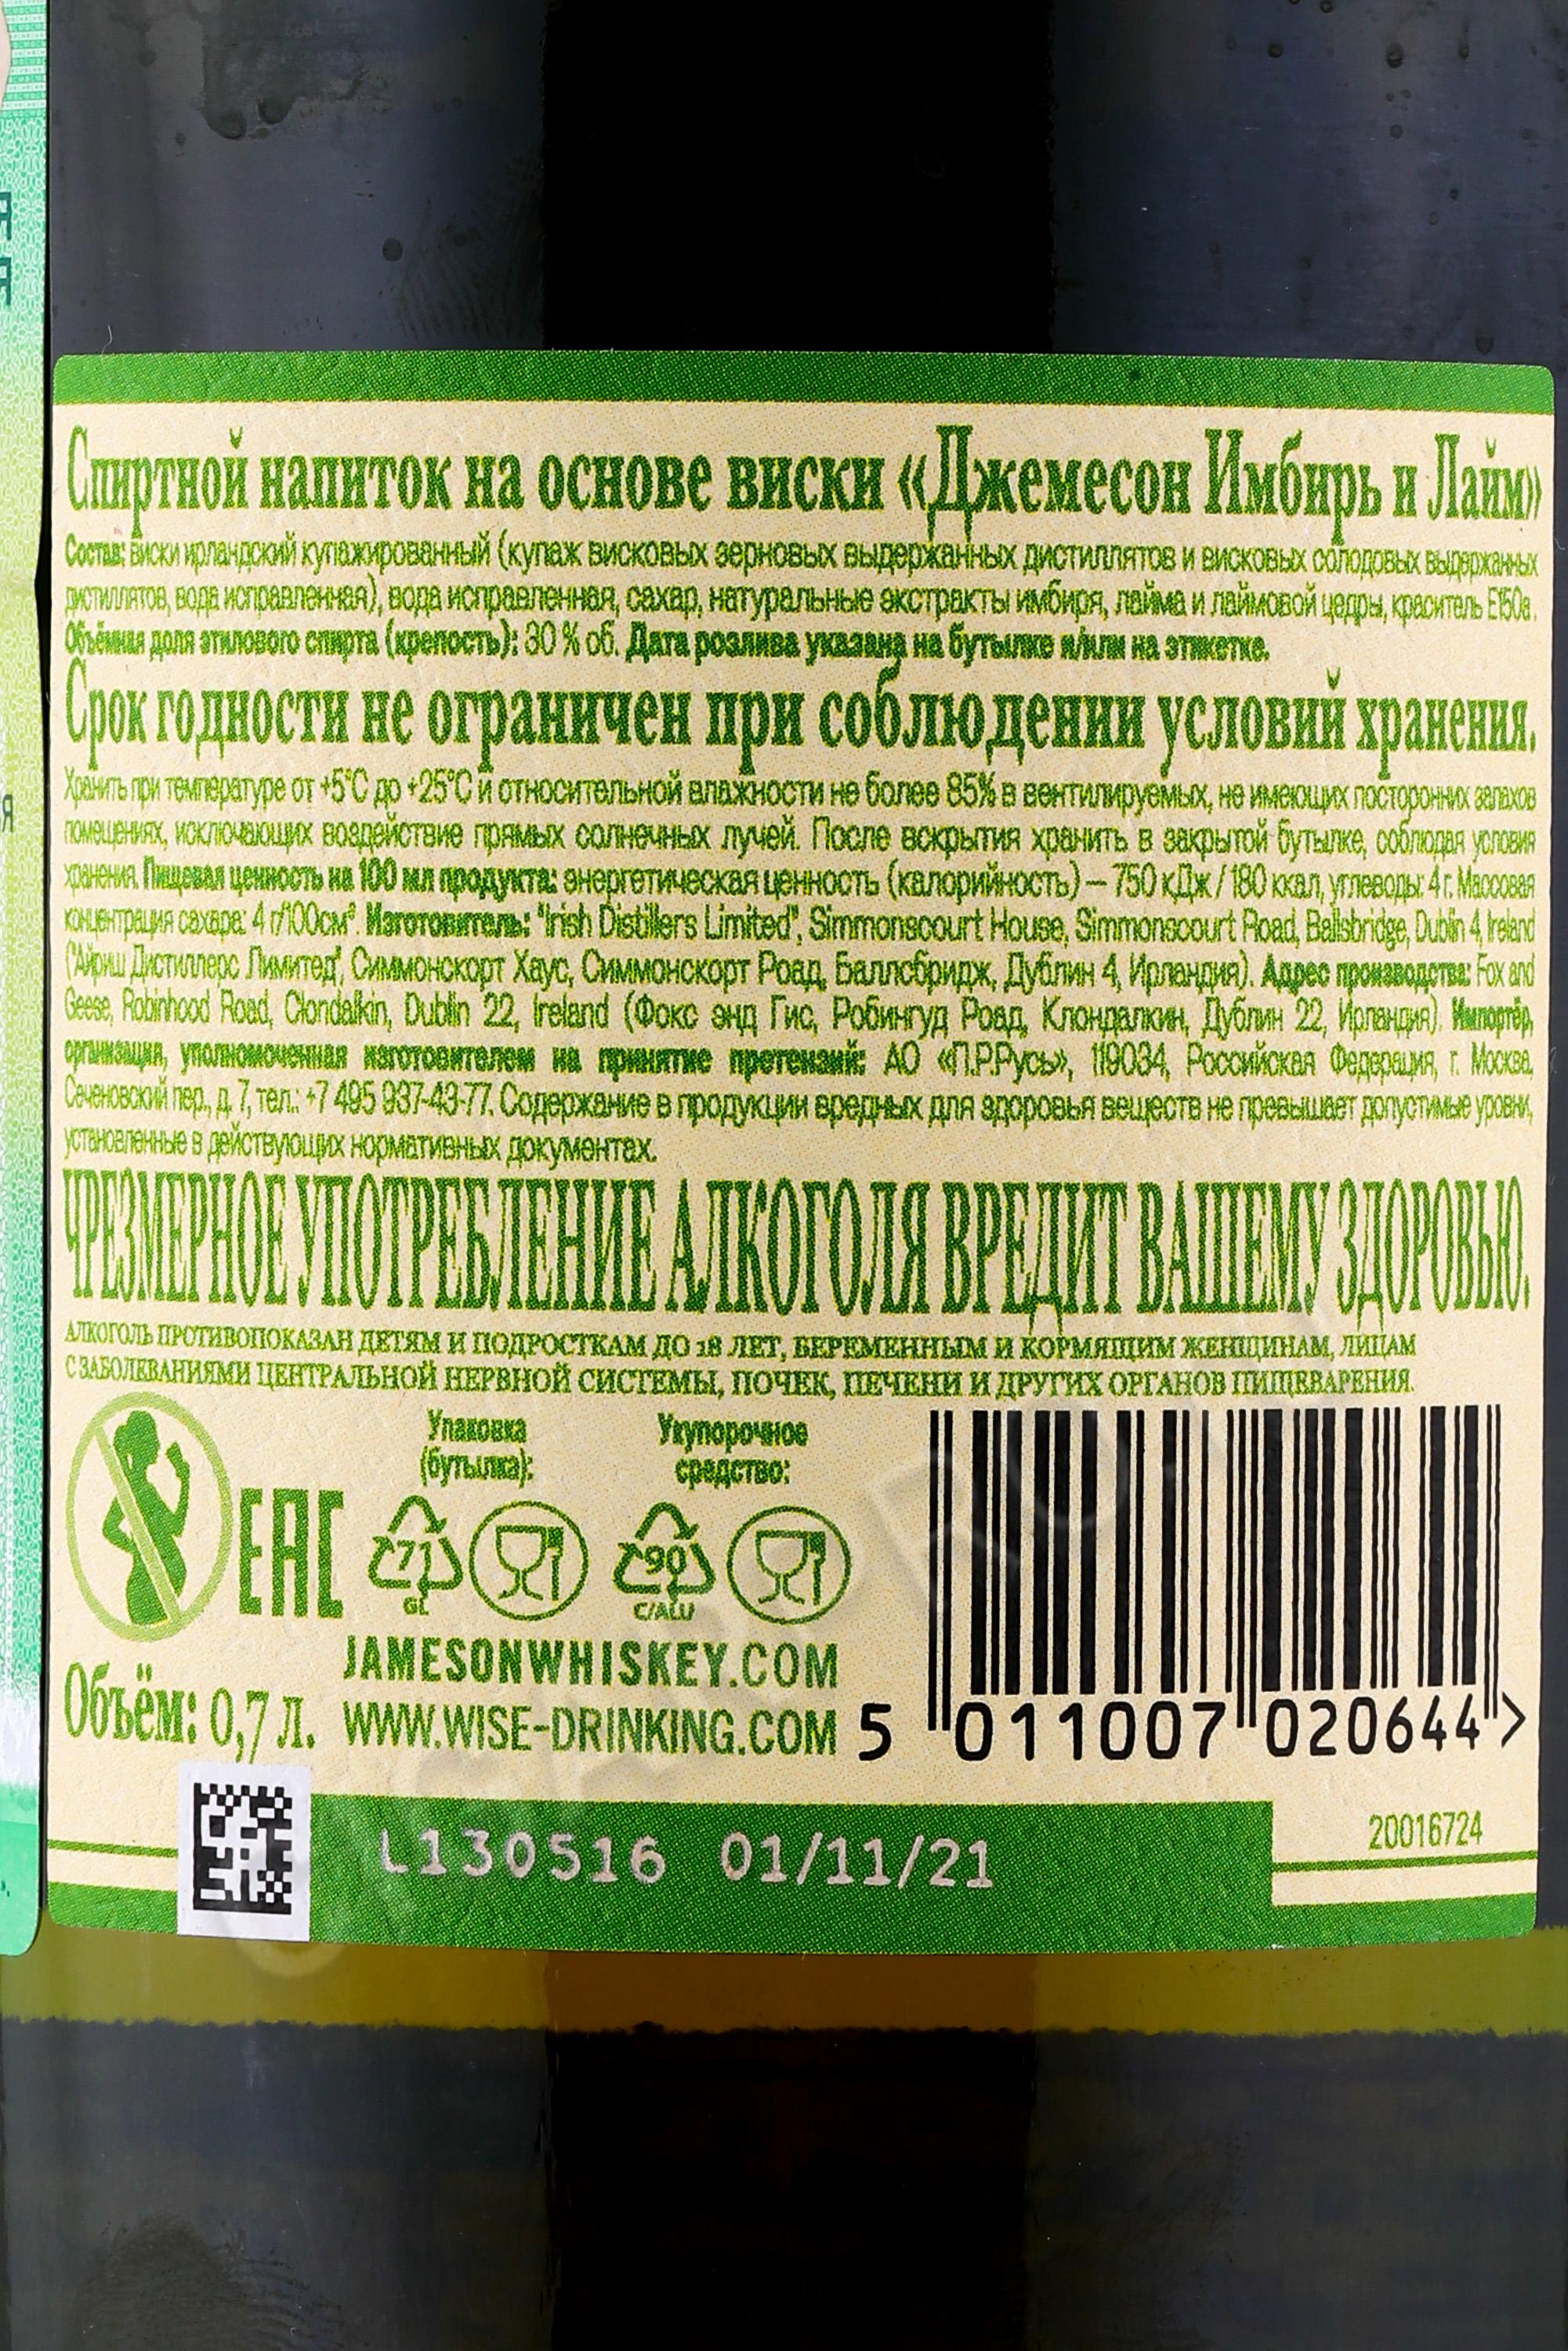 Спиртной напиток на основе виски «Джемесон Имбирь и Лайм»
Состав: виски ирландский купажированный (купаж висковых зерновых выдержанных дистиллятов и висковых солодовых выдержанных
дистиллятов, вода исправленная), вода исправленная, сахар, натуральные экстракты имбиря, лайма и лаймовой цедры, краситель Е150а.
Объёмная доля этилового спирта (крепость): 30 % об. Дата розлива указана на бутылке и/или на этикетке.
Срок годности не ограничен при соблюдении условий хранения.
Хранить при температуре от +5°С до +25°С и относительной влажности не более 85% в вентилируемых, не имеющих посторонних запахов
помещениях, исключающих воздействие прямых солнечных лучей. После вскрытия хранить в закрытой бутылке, соблюдая условия
хранения. Пищевая ценность на 100 мл продукта: энергетическая ценность (калорийность) – 750 кДж / 180 ккал, углеводы: 4 г. Массовая
концентрация сахара: 4 г/100см³. Изготовитель: "Irish Distillers Limited", Simmonscourt House, Simmonscourt Road, Ballsbridge, Dublin 4, Ireland
("Айриш Дистиллерс Лимитед", Симмонскорт Хаус, Симмонскорт Роад, Баллсбридж, Дублин 4, Ирландия). Адрес производства: Fox and
Geese, Robinhood Road, Clondalkin, Dublin 22, Ireland (Фокс энд Гис, Робингуд Роад, Клондалкин, Дублин 22, Ирландия). Импортёр,
организация, уполномоченная изготовителем на принятие претензий: АО «П.Р.Русь», 119034, Российская Федерация, г. Москва,
Сеченовский пер., д. 7, тел.: +7 495 937-43-77. Содержание в продукции вредных для здоровья веществ не превышает допустимые уровни,
установленные в действующих нормативных документах.
ЧРЕЗМЕРНОЕ УПОТРЕБЛЕНИЕ АЛКОГОЛЯ ВРЕДИТ ВАШЕМУ ЗДОРОВЬЮ.
АЛКОГОЛЬ ПРОТИВОПОКАЗАН ДЕТЯМ И ПОДРОСТКАМ ДО 18 ЛЕТ, БЕРЕМЕННЫМ И КОРМЯЩИМ ЖЕНЩИНАМ, ЛИЦАМ
С ЗАБОЛЕВАНИЯМИ ЦЕНТРАЛЬНОЙ НЕРВНОЙ СИСТЕМЫ, ПОЧЕК, ПЕЧЕНИ И ДРУГИХ ОРГАНОВ ПИЩЕВАРЕНИЯ.
Упаковка
(бутылка):
Укупорочное
средство:
EAC
71
GL
90
C/ALU
JAMESONWHISKEY.COM
Объём: 0,7 л.
WWW.WISE-DRINKING.COM
5 011007 020644 >
20016724
L130516 01/11/21